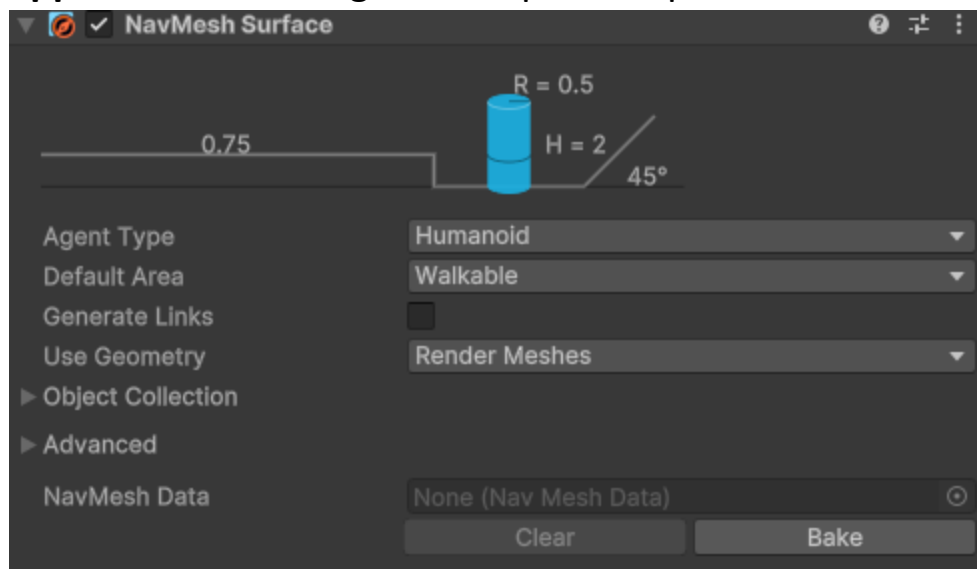 NavMesh Surface
R = 0.5
0.75
H = 2
45°
Agent Type Humanoid
Default Area Walkable
Generate Links
Use Geometry Render Meshes
Object Collection
Advanced
NavMesh Data None (Nav Mesh Data)
Clear Bake